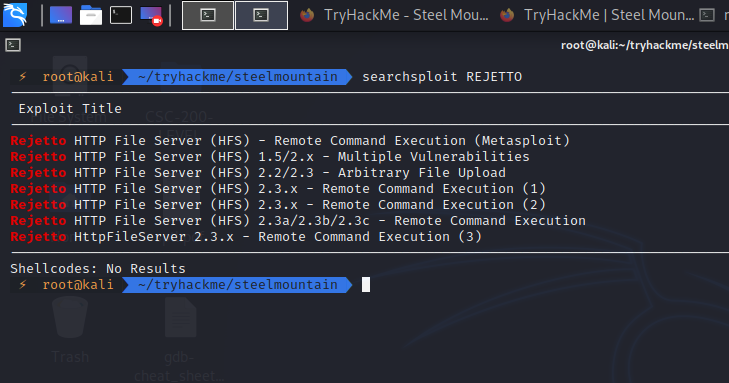 TryHackMe - Steel Mou...
TryHackMe | Steel Moun...
root@kali:~/tryhackme/steelm
⚡ root@kali ~/tryhackme/steelmountain searchsploit REJETTO
Exploit Title
Rejetto HTTP File Server (HFS) - Remote Command Execution (Metasploit)
Rejetto HTTP File Server (HFS) 1.5/2.x - Multiple Vulnerabilities
Rejetto HTTP File Server (HFS) 2.2/2.3 - Arbitrary File Upload
Rejetto HTTP File Server (HFS) 2.3.x - Remote Command Execution (1)
Rejetto HTTP File Server (HFS) 2.3.x - Remote Command Execution (2)
Rejetto HTTP File Server (HFS) 2.3a/2.3b/2.3c - Remote Command Execution
Rejetto HttpFileServer 2.3.x - Remote Command Execution (3)
Shellcodes: No Results
⚡ root@kali ~/tryhackme/steelmountain
Trash
gdb-
cheat_sheet...